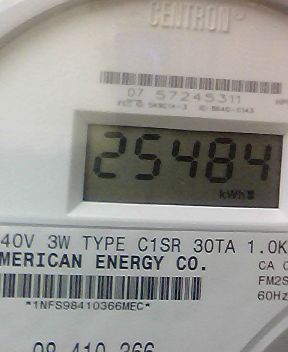 CENTRON
07 57245311
25484
kWh
40V 3W TYPE C1SR 30TA 1.0K
MERICAN ENERGY CO.
CA 0
FM2S
60Hz
*1NFS98410366MEC*
98 410 366